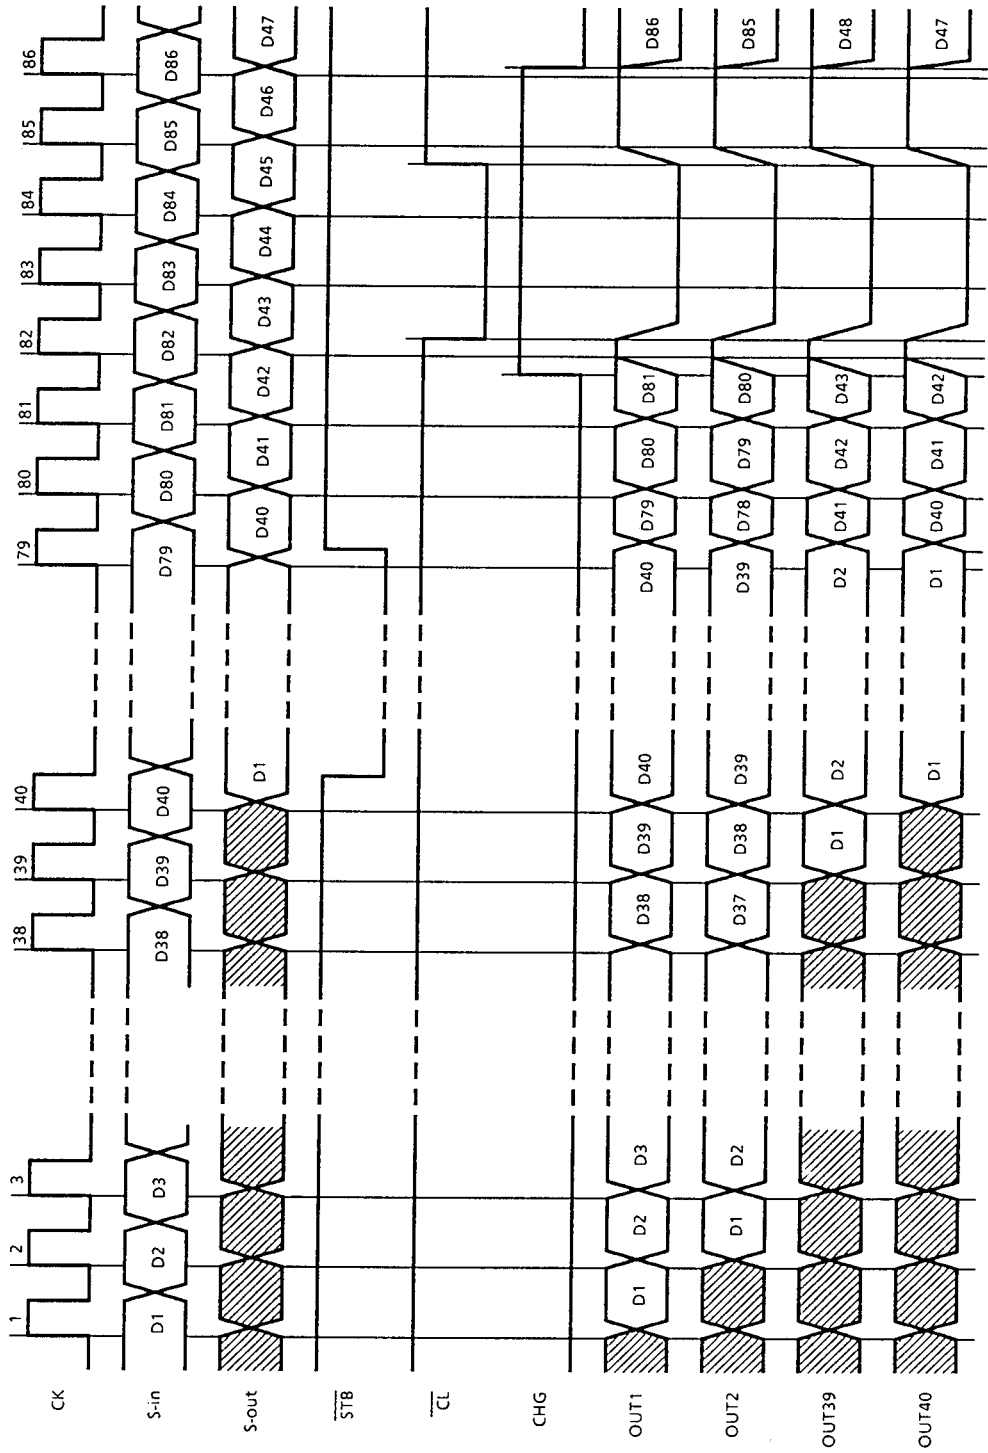 1 2 3 38 39 40 79 80 81 82 83 84 85 86
CK
S-in D1 D2 D3 D38 D39 D40 D79 D80 D81 D82 D83 D84 D85 D86
S-out D1 D40 D41 D42 D43 D44 D45 D46 D47
S̅T̅B̅
C̅L̅
CHG
OUT1 D1 D2 D3 D38 D39 D40 D40 D79 D80 D81 D86
OUT2 D1 D2 D37 D38 D39 D39 D78 D79 D80 D85
OUT39 D1 D2 D2 D41 D42 D43 D48
OUT40 D1 D1 D40 D41 D42 D47